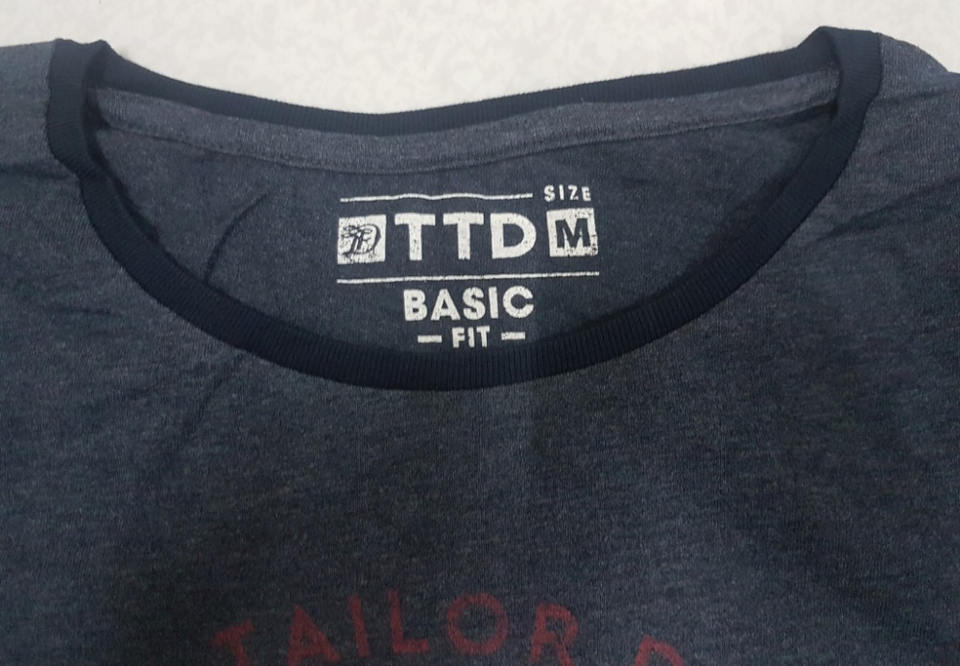 SIZE
TTD M
BASIC
– FIT –
TAILOR